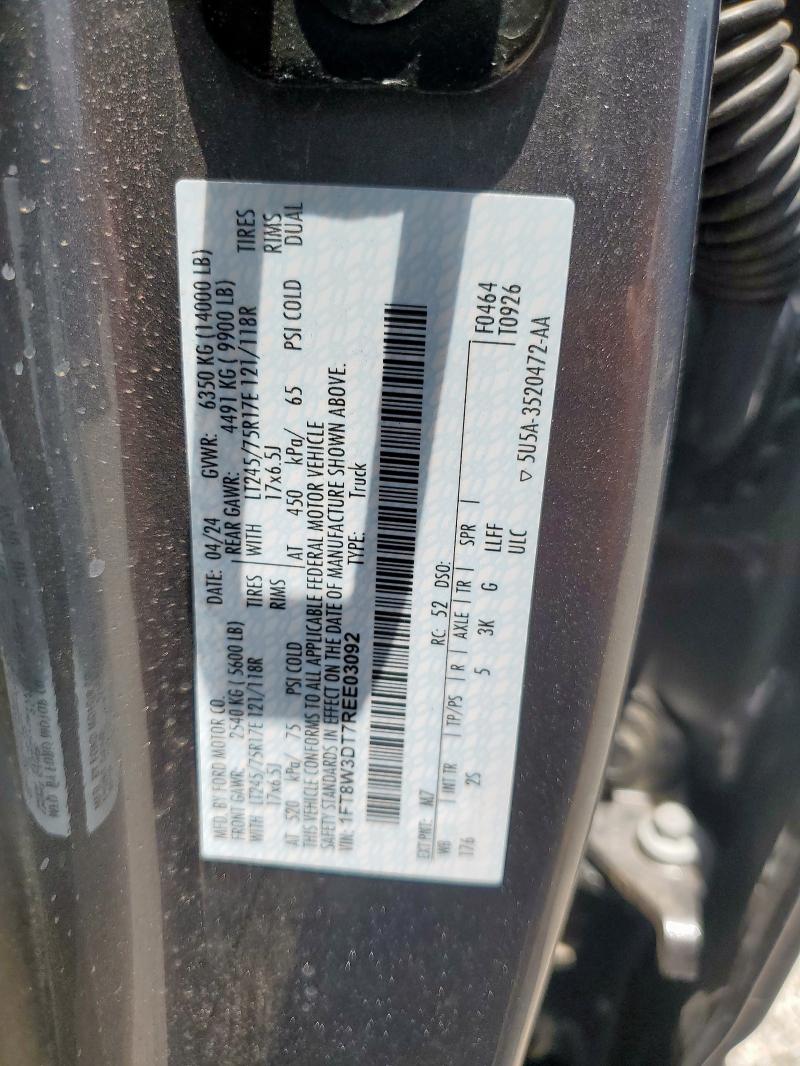 MFD. BY FORD MOTOR CO.
DATE: 04/24 GVWR: 6350 KG (14000 LB)
FRONT GAWR: 2540 KG ( 5600 LB) REAR GAWR: 4491 KG ( 9900 LB)
WITH LT245/75R17E 121/118R TIRES WITH LT245/75R17E 121/118R TIRES
17x6.5J RIMS 17x6.5J RIMS
AT 520 kPa/ 75 PSI COLD AT 450 kPa/ 65 PSI COLD DUAL
THIS VEHICLE CONFORMS TO ALL APPLICABLE FEDERAL MOTOR VEHICLE
SAFETY STANDARDS IN EFFECT ON THE DATE OF MANUFACTURE SHOWN ABOVE.
VIN: 1FT8W3DT7REE03092 TYPE: Truck
EXT PNT: M7 RC: 52 DSO:
WB INT TR TP/PS R AXLE TR SPR F0464
176 2S 5 3K G LLFF T0926
ULC ▽ 5U5A-3520472-AA